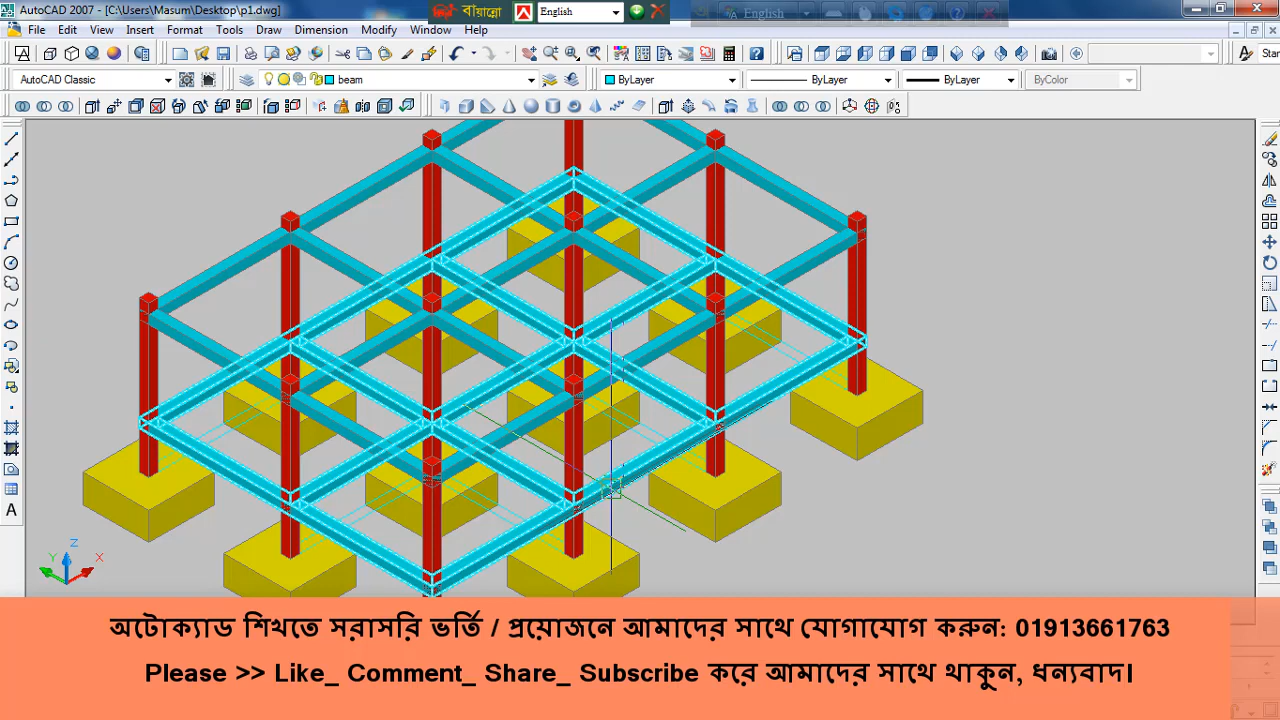 AutoCAD 2007 - [C:\Users\Masum\Desktop\p1.dwg]
বায়ান্নো English
English
File Edit View Insert Format Tools Draw Dimension Modify Window Help
AutoCAD Classic beam ByLayer ByLayer ByLayer ByColor
Z
Y X
A
অটোক্যাড শিখতে সরাসরি ভর্তি / প্রয়োজনে আমাদের সাথে যোগাযোগ করুন: 01913661763
Please >> Like_ Comment_ Share_ Subscribe করে আমাদের সাথে থাকুন, ধন্যবাদ।